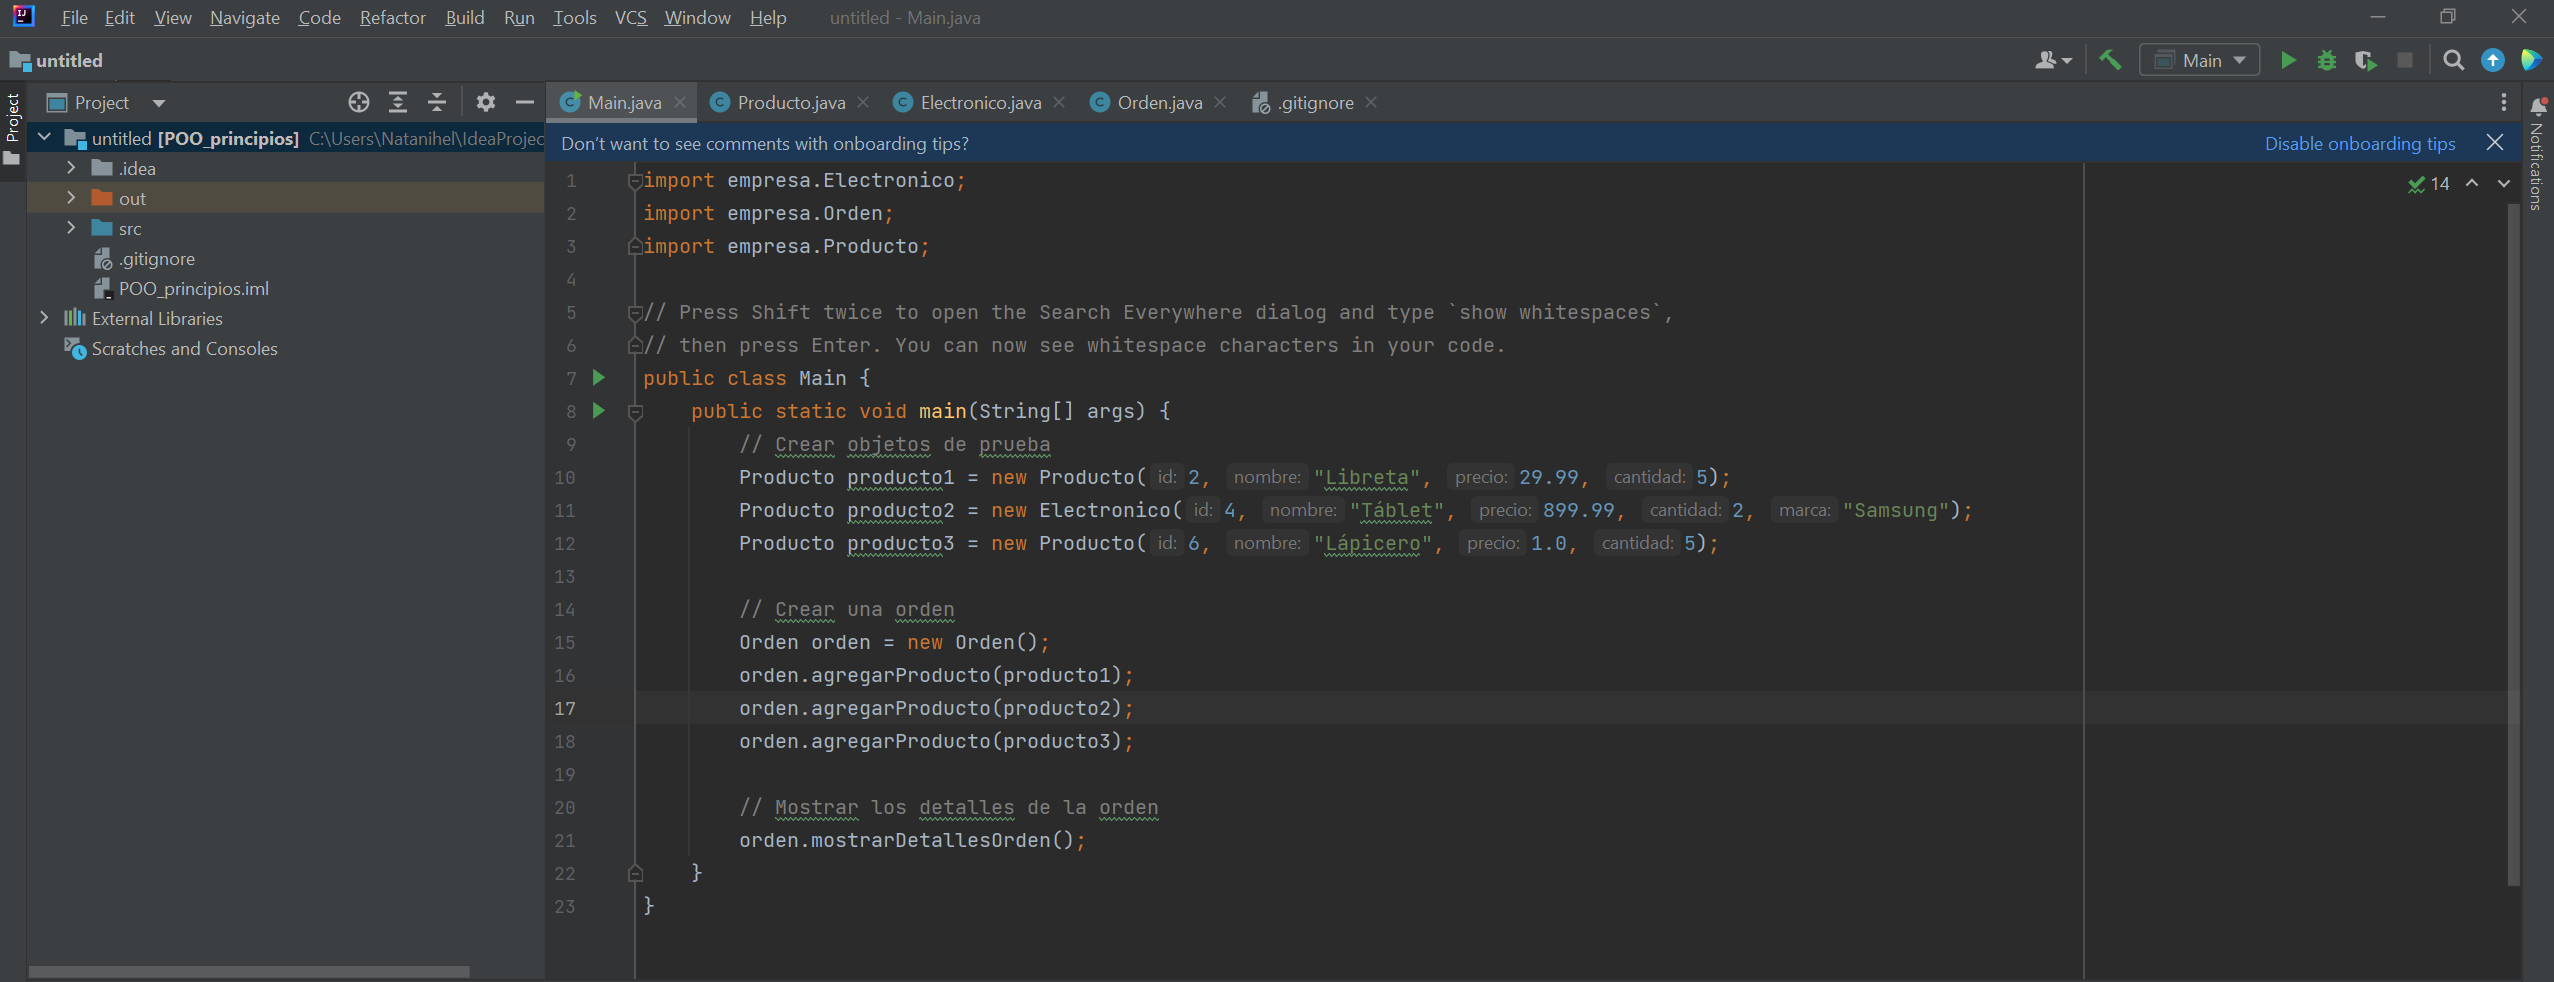 File Edit View Navigate Code Refactor Build Run Tools VCS Window Help untitled - Main.java
untitled Main
Project Main.java Producto.java Electronico.java Orden.java .gitignore
Project
Notifications
untitled [POO_principios] C:\Users\Natanihel\IdeaProjec
.idea
out
src
.gitignore
POO_principios.iml
External Libraries
Scratches and Consoles
Don't want to see comments with onboarding tips? Disable onboarding tips
14
1 import empresa.Electronico;
2 import empresa.Orden;
3 import empresa.Producto;
4
5 // Press Shift twice to open the Search Everywhere dialog and type `show whitespaces`,
6 // then press Enter. You can now see whitespace characters in your code.
7 public class Main {
8 public static void main(String[] args) {
9 // Crear objetos de prueba
10 Producto producto1 = new Producto( id: 2, nombre: "Libreta", precio: 29.99, cantidad: 5);
11 Producto producto2 = new Electronico( id: 4, nombre: "Táblet", precio: 899.99, cantidad: 2, marca: "Samsung");
12 Producto producto3 = new Producto( id: 6, nombre: "Lápicero", precio: 1.0, cantidad: 5);
13
14 // Crear una orden
15 Orden orden = new Orden();
16 orden.agregarProducto(producto1);
17 orden.agregarProducto(producto2);
18 orden.agregarProducto(producto3);
19
20 // Mostrar los detalles de la orden
21 orden.mostrarDetallesOrden();
22 }
23 }